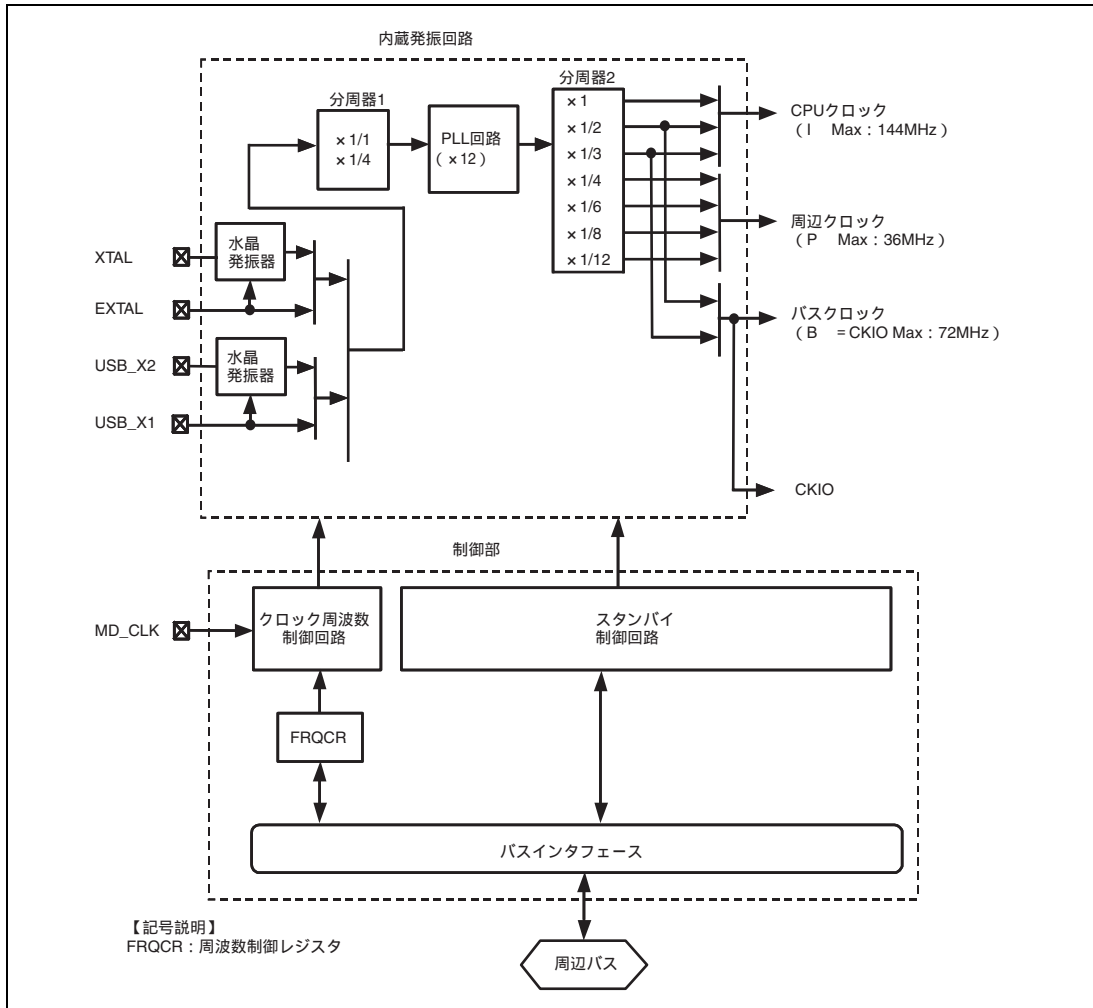 内蔵発振回路
分周器1
×1/1
×1/4
PLL回路
(×12)
分周器2
×1
×1/2
×1/3
×1/4
×1/6
×1/8
×1/12
CPUクロック
(I Max:144MHz)
周辺クロック
(P Max:36MHz)
バスクロック
(B =CKIO Max:72MHz)
CKIO
XTAL
水晶
発振器
EXTAL
USB_X2
水晶
発振器
USB_X1
制御部
MD_CLK
クロック周波数
制御回路
スタンバイ
制御回路
FRQCR
バスインタフェース
【記号説明】
FRQCR:周波数制御レジスタ
周辺バス